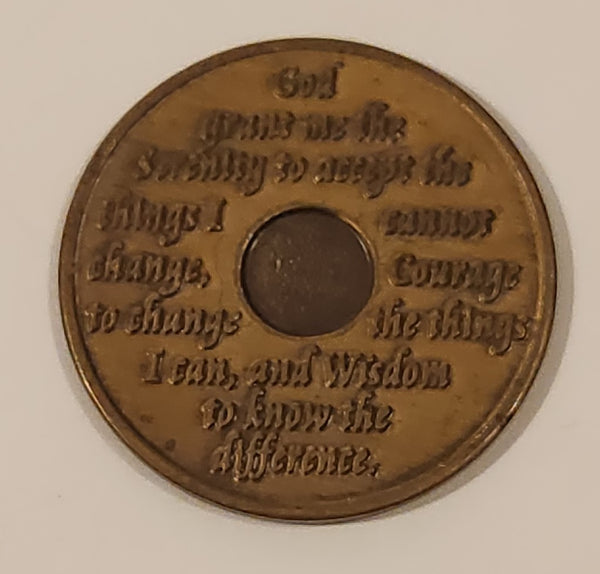 God
grant me the
Serenity to accept the
things I cannot
change, Courage
to change the things
I can, and Wisdom
to know the
difference.